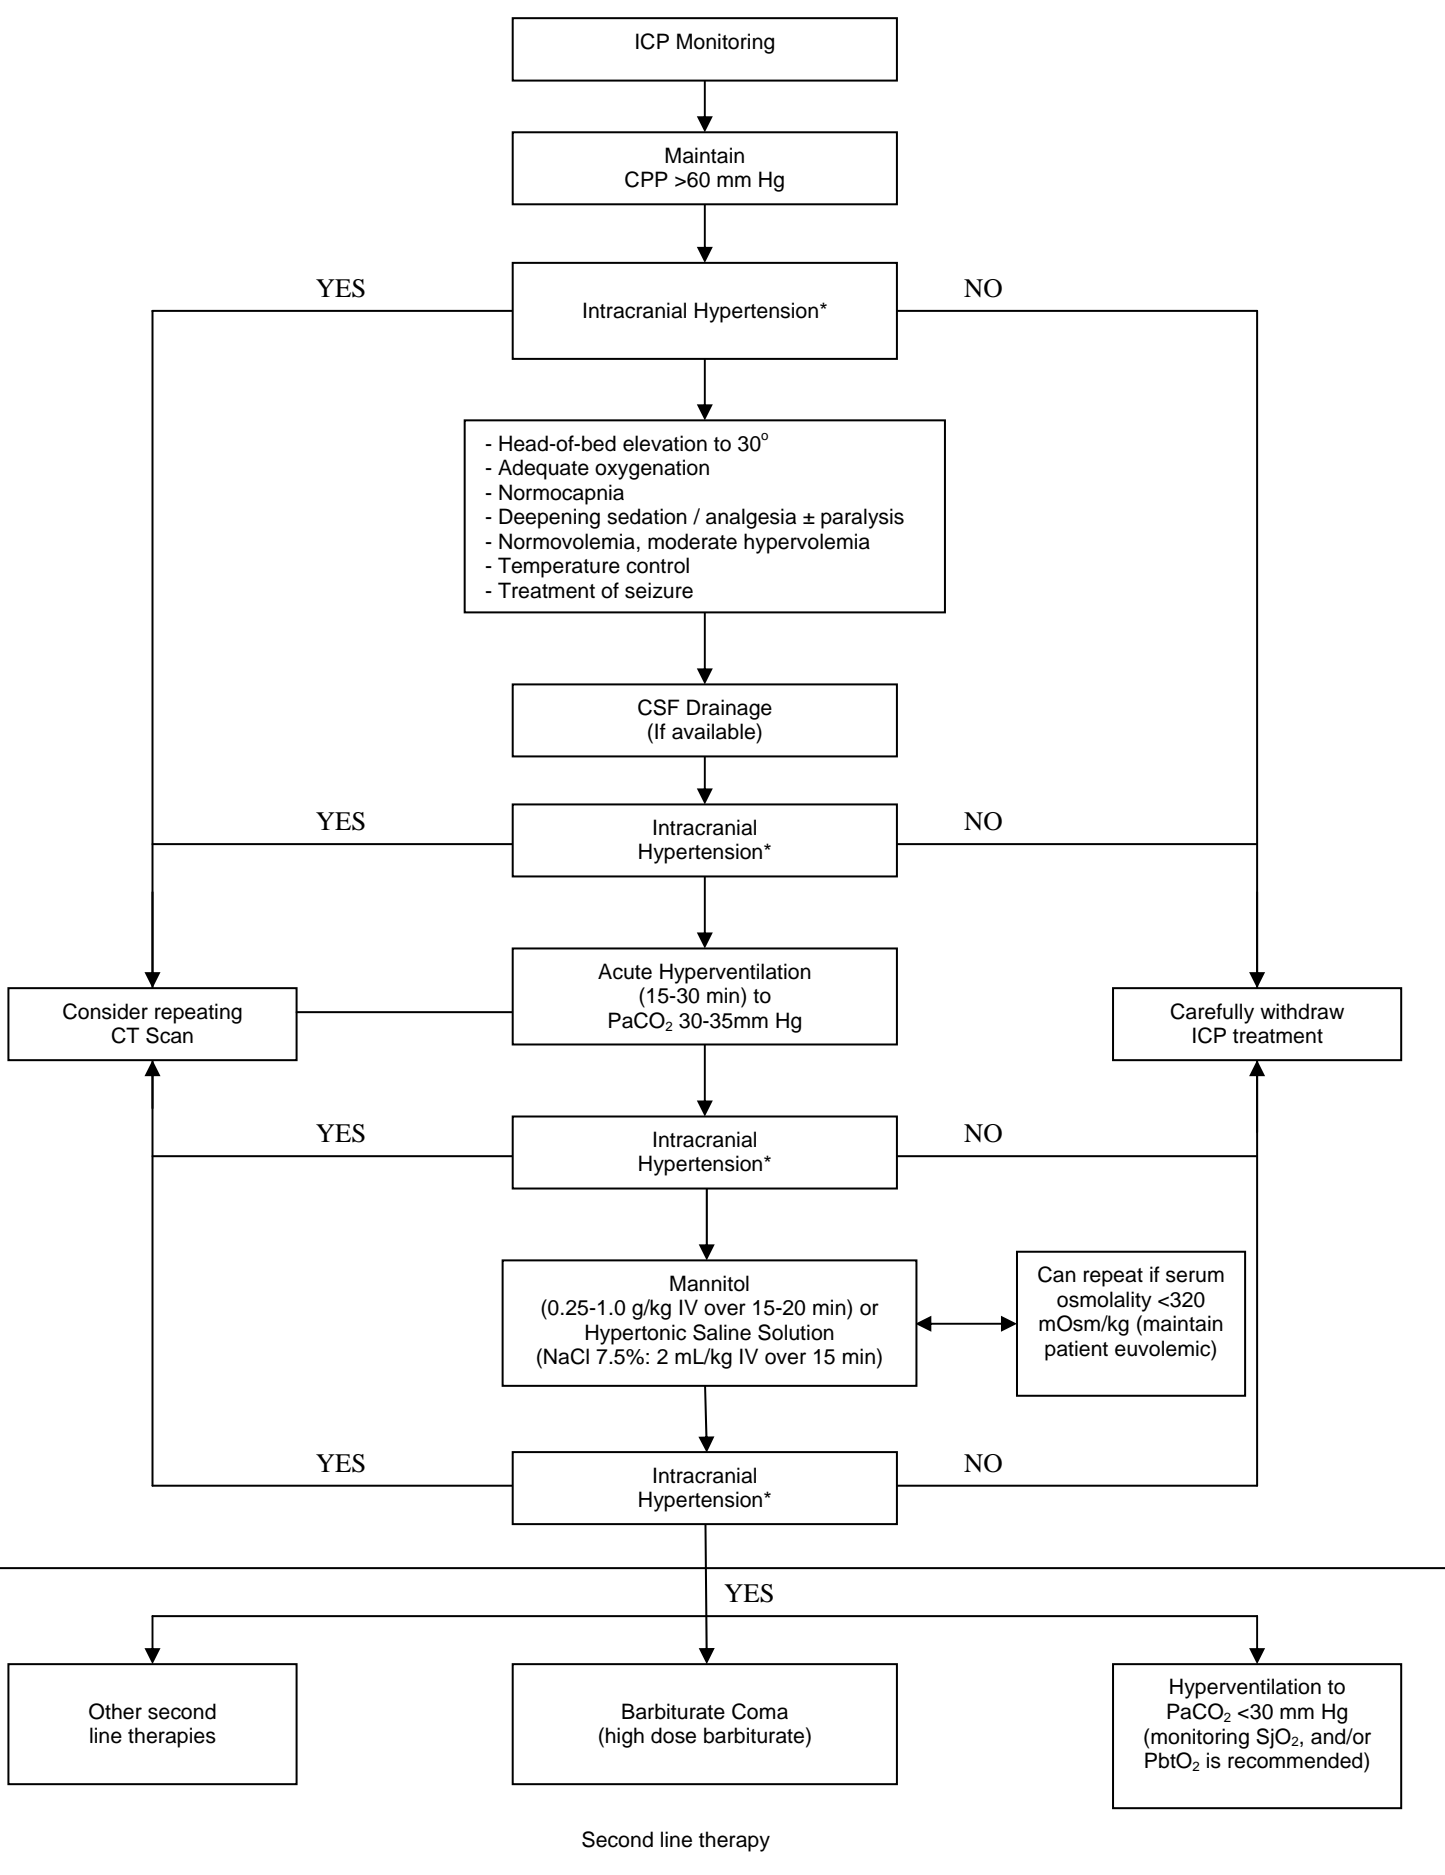 ICP Monitoring
Maintain
CPP >60 mm Hg
YES
NO
Intracranial Hypertension*
- Head-of-bed elevation to 30°
- Adequate oxygenation
- Normocapnia
- Deepening sedation / analgesia ± paralysis
- Normovolemia, moderate hypervolemia
- Temperature control
- Treatment of seizure
CSF Drainage
(If available)
YES
NO
Intracranial
Hypertension*
Acute Hyperventilation
(15-30 min) to
PaCO₂ 30-35mm Hg
Consider repeating
CT Scan
Carefully withdraw
ICP treatment
YES
NO
Intracranial
Hypertension*
Mannitol
(0.25-1.0 g/kg IV over 15-20 min) or
Hypertonic Saline Solution
(NaCl 7.5%: 2 mL/kg IV over 15 min)
Can repeat if serum
osmolality <320
mOsm/kg (maintain
patient euvolemic)
YES
NO
Intracranial
Hypertension*
YES
Other second
line therapies
Barbiturate Coma
(high dose barbiturate)
Hyperventilation to
PaCO₂ <30 mm Hg
(monitoring SjO₂, and/or
PbtO₂ is recommended)
Second line therapy